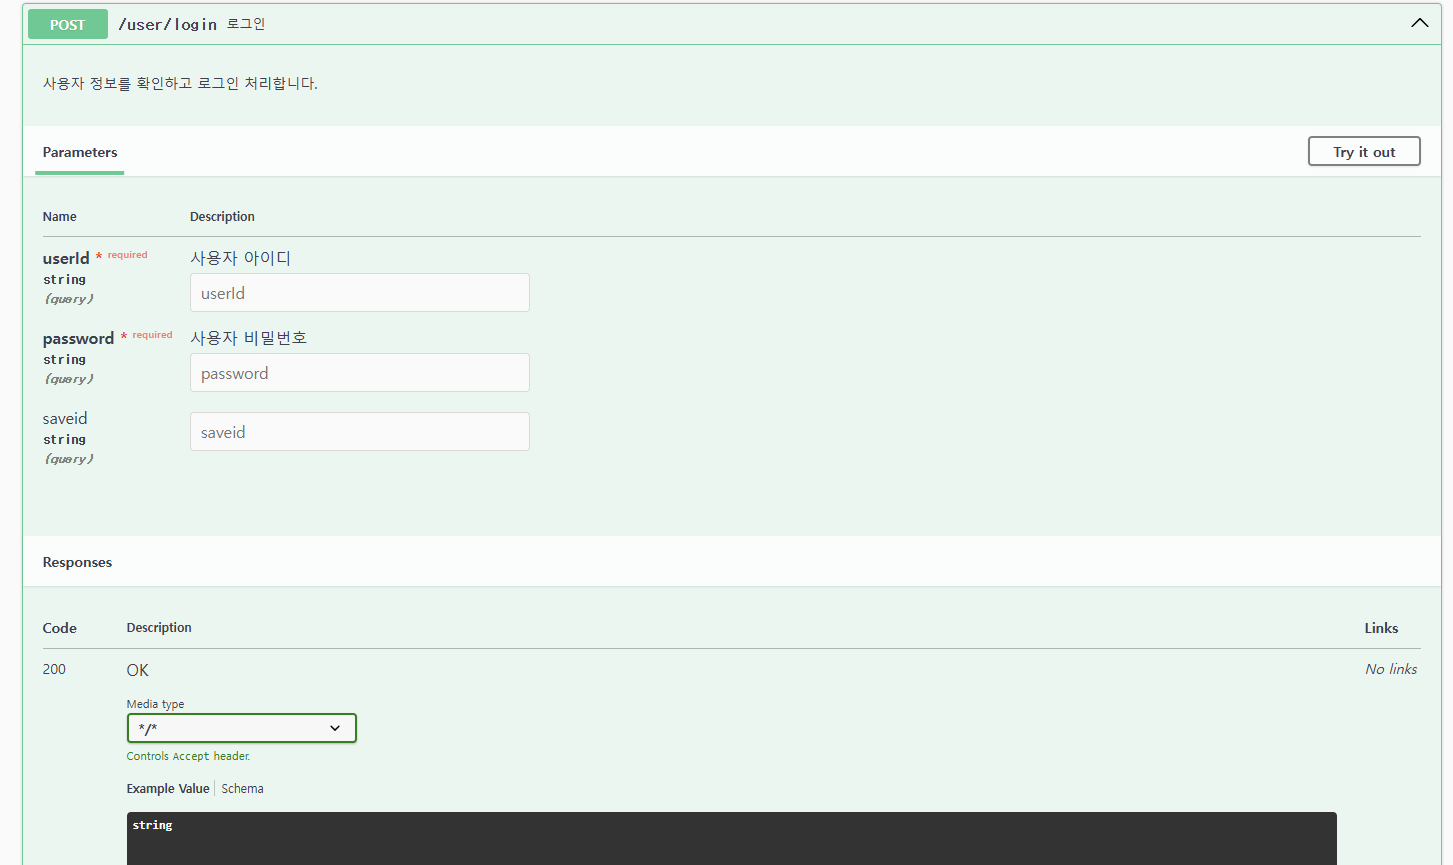 POST /user/login 로그인
사용자 정보를 확인하고 로그인 처리합니다.
Parameters
Try it out
Name Description
userId * required
string
(query)
사용자 아이디
userId
password * required
string
(query)
사용자 비밀번호
password
saveid
string
(query)
saveid
Responses
Code Description Links
200 OK No links
Media type
*/*
Controls Accept header.
Example Value Schema
string